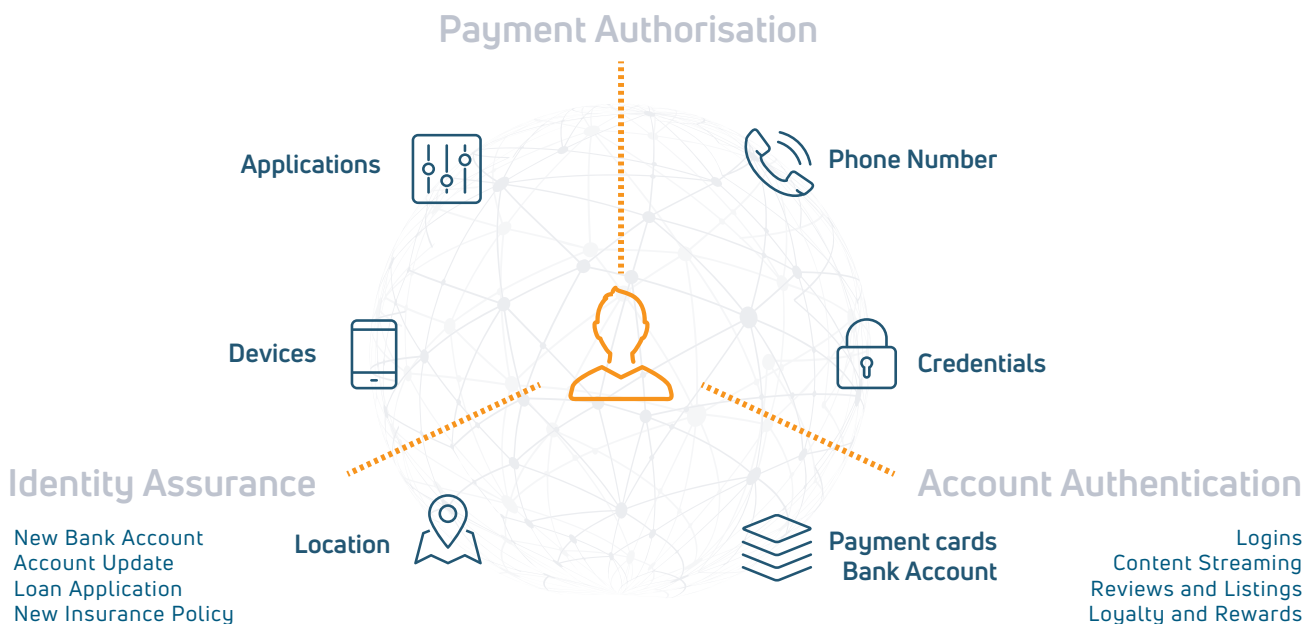 Payment Authorisation
Applications
Phone Number
Devices
Credentials
Identity Assurance
New Bank Account
Account Update
Loan Application
New Insurance Policy
Location
Payment cards
Bank Account
Account Authentication
Logins
Content Streaming
Reviews and Listings
Loyalty and Rewards